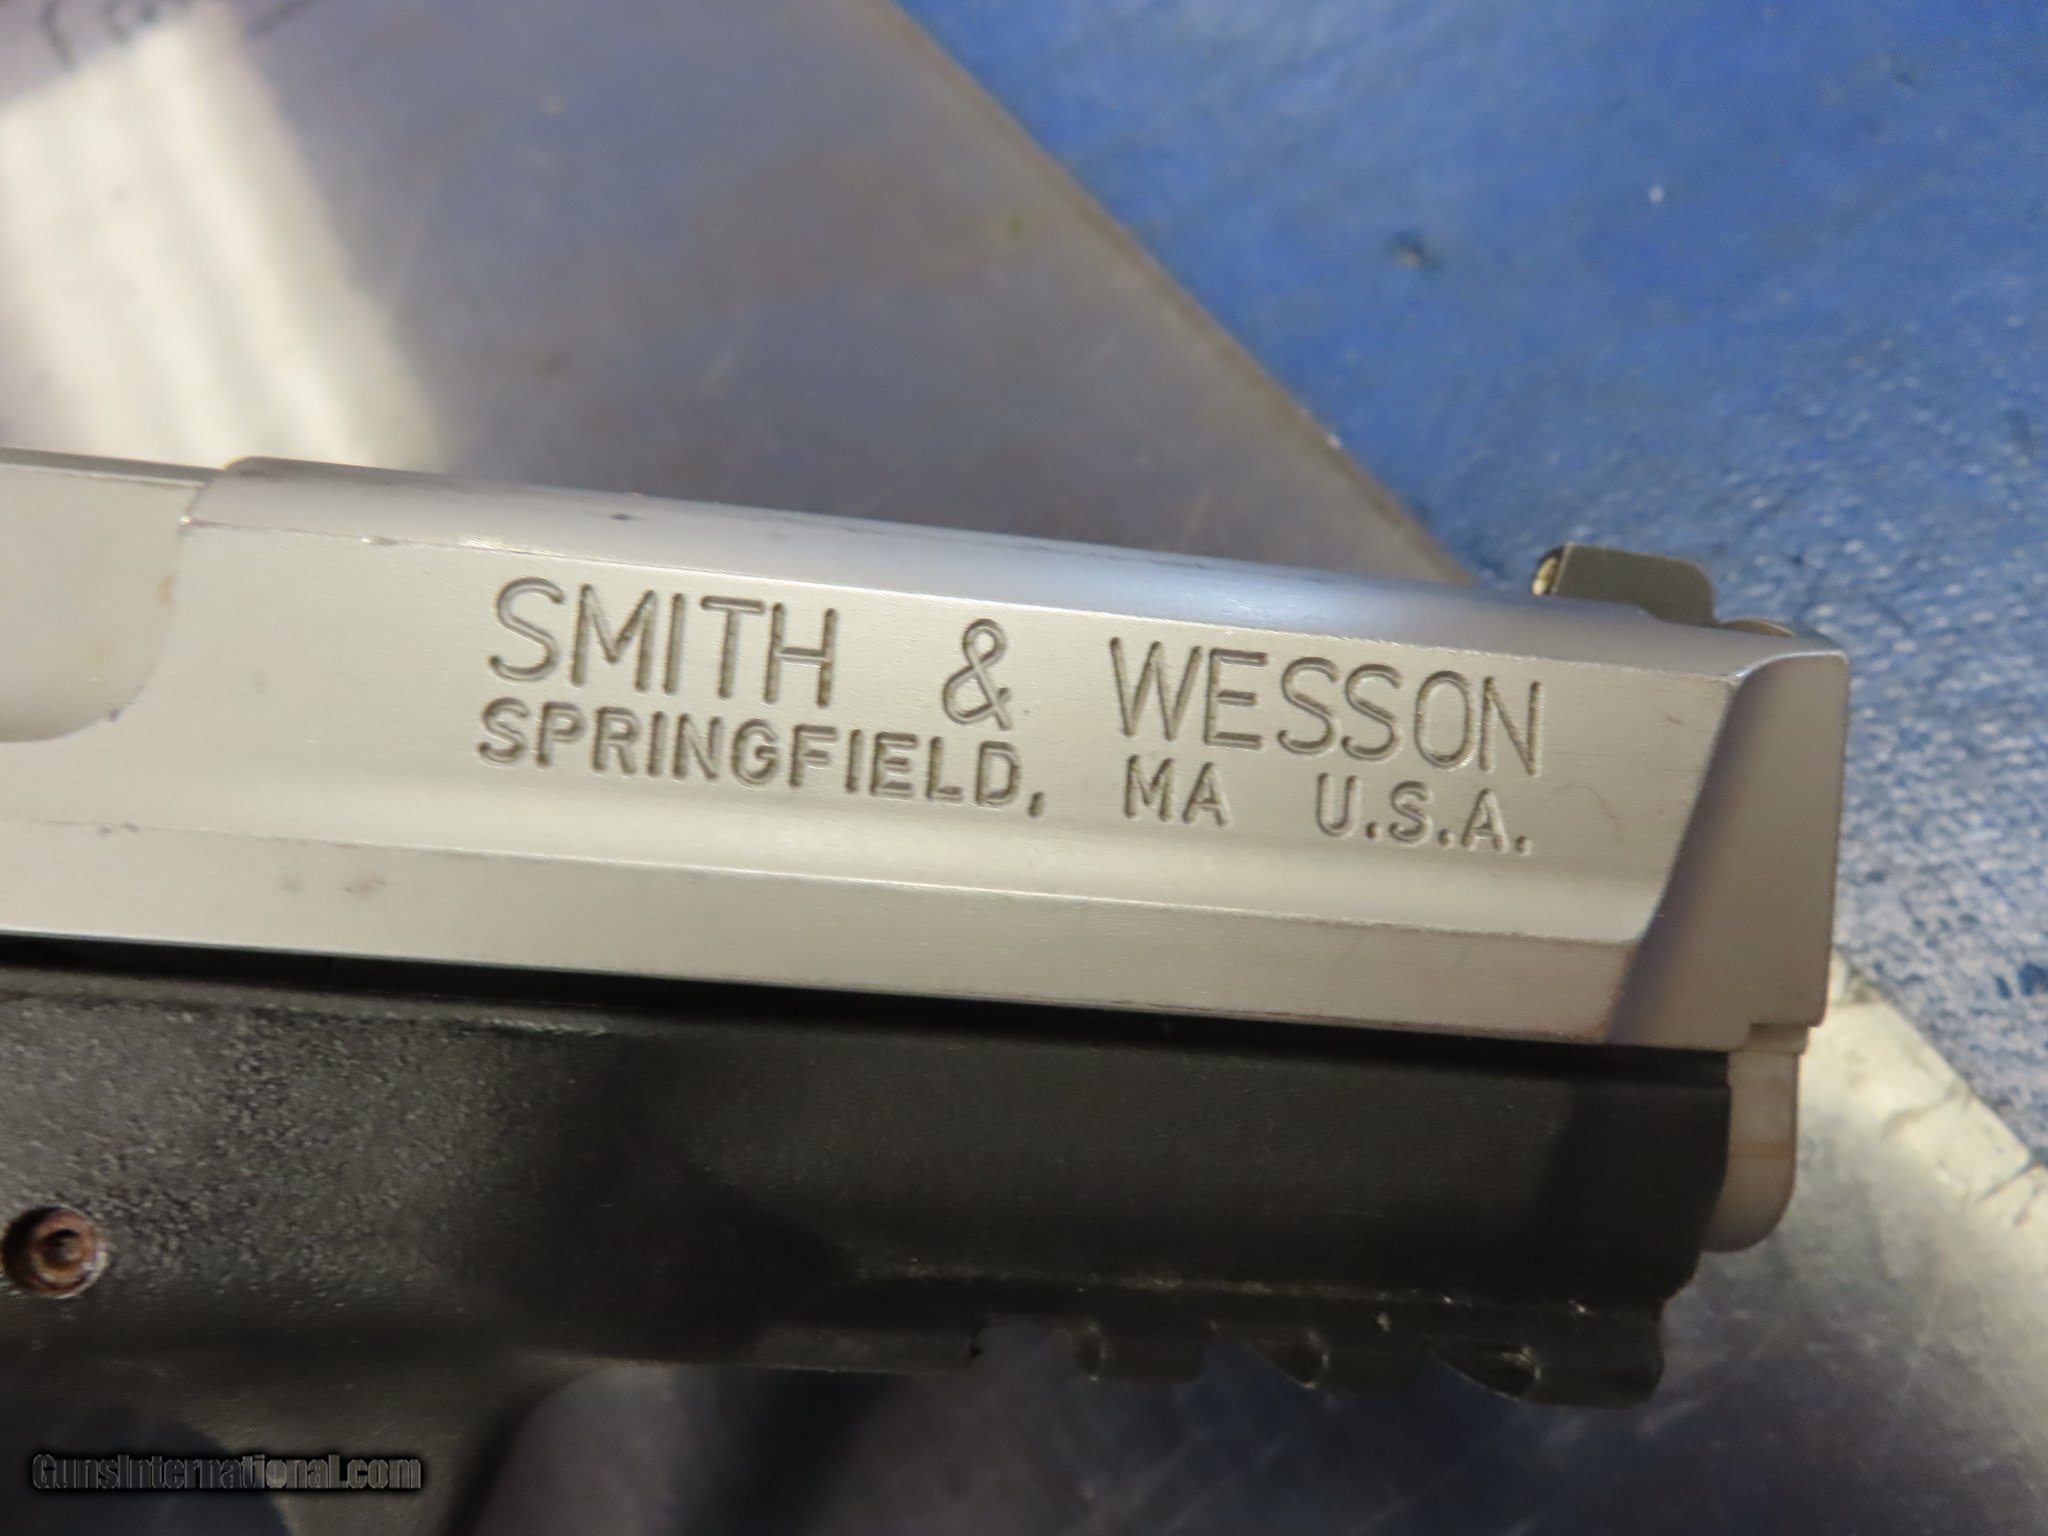 SMITH & WESSON
SPRINGFIELD, MA U.S.A.
GunsInternational.com